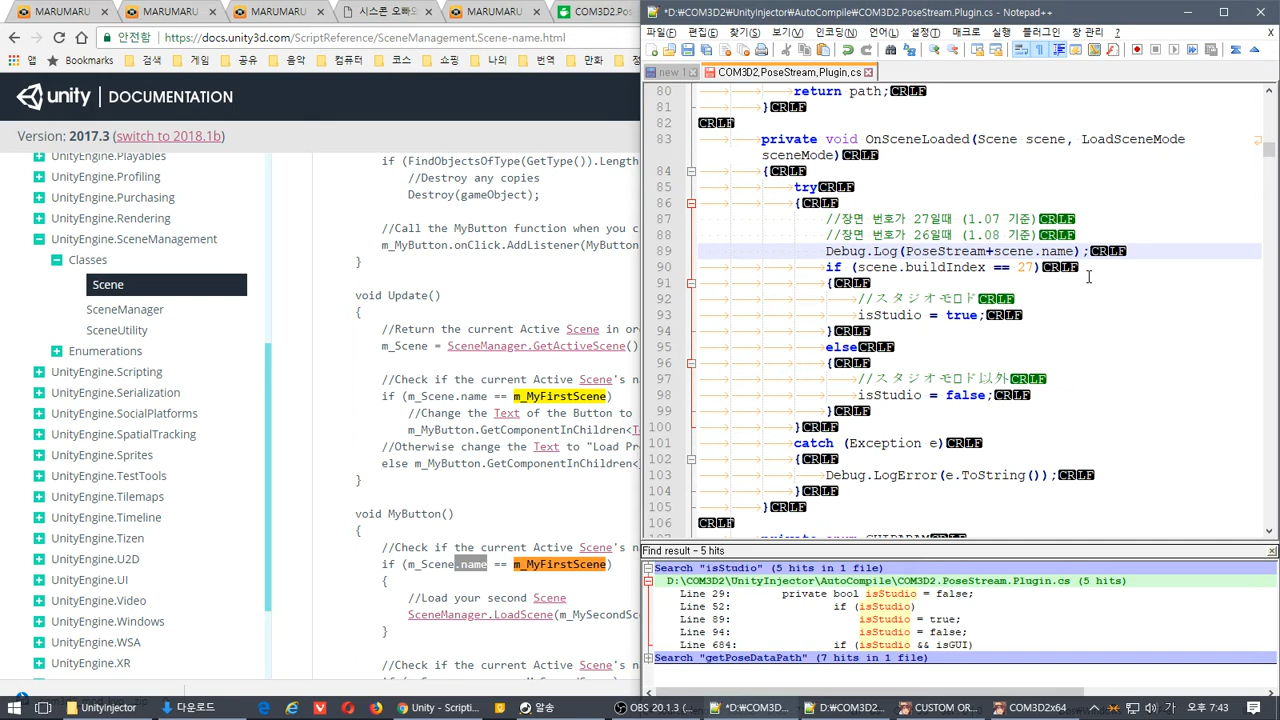 MARUMARU
MARUMARU
MARUMARU
시스콘 오빠와
MARUMARU
COM3D2.Pos
*D:₩COM3D2₩UnityInjector₩AutoCompile₩COM3D2.PoseStream.Plugin.cs - Notepad++
파일(F) 편집(E) 찾기(S) 보기(V) 인코딩(N) 언어(L) 설정(T) 매크로 실행 플러그인 창 관리 ?
안전함 https://docs.unity3d.com/ScriptReference/SceneManagement.Scene-name.html
앱 Bookmarks 검색 게임 공유 음악 컴퓨터 코스 쇼핑 나의 번역 만화
new 1 COM3D2.PoseStream.Plugin.cs
unity DOCUMENTATION
Version: 2017.3 (switch to 2018.1b)
UnityEngine.Playables
UnityEngine.Profiling
UnityEngine.Purchasing
UnityEngine.Rendering
UnityEngine.SceneManagement
Classes
Scene
SceneManager
SceneUtility
Enumerations
UnityEngine.Scripting
UnityEngine.Serialization
UnityEngine.SocialPlatforms
UnityEngine.SpatialTracking
UnityEngine.Sprites
UnityEngine.TestTools
UnityEngine.Tilemaps
UnityEngine.Timeline
UnityEngine.Tizen
UnityEngine.U2D
UnityEngine.UI
UnityEngine.Video
UnityEngine.Windows
UnityEngine.WSA
UnityEngine.XR
if (FindObjectsOfType(GetType()).Length
//Destroy any copies
Destroy(gameObject);
//Call the MyButton function when you c
m_MyButton.onClick.AddListener(MyButton
}
void Update()
{
//Return the current Active Scene in or
m_Scene = SceneManager.GetActiveScene()
//Check if the current Active Scene's n
if (m_Scene.name == m_MyFirstScene)
//Change the Text of the Button to
m_MyButton.GetComponentInChildren<T
//Otherwise change the Text to "Load Pr
else m_MyButton.GetComponentInChildren<
}
void MyButton()
{
//Check if the current Active Scene's n
if (m_Scene.name == m_MyFirstScene)
{
//Load your second Scene
SceneManager.LoadScene(m_MySecondSc
}
//Check if the current Active Scene's n
80 return path;CRLF
81 }CRLF
82 CRLF
83 private void OnSceneLoaded(Scene scene, LoadSceneMode
sceneMode)CRLF
84 {CRLF
85 tryCRLF
86 {CRLF
87 //장면 번호가 27일때 (1.07 기준)CRLF
88 //장면 번호가 26일때 (1.08 기준)CRLF
89 Debug.Log(PoseStream+scene.name);CRLF
90 if (scene.buildIndex == 27)CRLF
91 {CRLF
92 //スタジオモドCRLF
93 isStudio = true;CRLF
94 }CRLF
95 elseCRLF
96 {CRLF
97 //スタジオモド以外CRLF
98 isStudio = false;CRLF
99 }CRLF
100 }CRLF
101 catch (Exception e)CRLF
102 {CRLF
103 Debug.LogError(e.ToString());CRLF
104 }CRLF
105 }CRLF
106 CRLF
Find result - 5 hits
Search "isStudio" (5 hits in 1 file)
D:\COM3D2\UnityInjector\AutoCompile\COM3D2.PoseStream.Plugin.cs (5 hits)
Line 29: private bool isStudio = false;
Line 52: if (isStudio)
Line 89: isStudio = true;
Line 94: isStudio = false;
Line 684: if (isStudio && isGUI)
Search "getPoseDataPath" (7 hits in 1 file)
UnityInjector 다운로드 Unity - Scripti... 알송 OBS 20.1.3 (... *D:₩COM3D... D:₩COM3D2... CUSTOM OR... COM3D2x64 가 오후 7:43